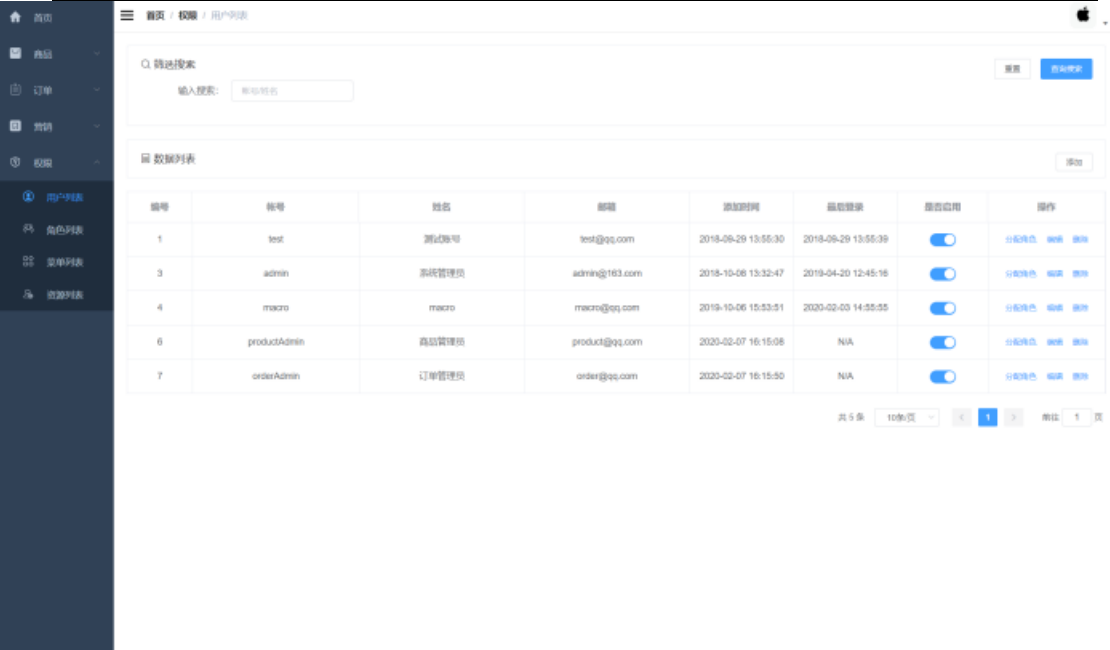 首页
商品
订单
营销
权限
用户列表
角色列表
菜单列表
资源列表
首页 / 权限 / 用户列表
筛选搜索
重置 查询搜索
输入搜索: 帐号/姓名
数据列表
添加
编号 帐号 姓名 邮箱 添加时间 最后登录 是否启用 操作
1 test 测试账号 test@qq.com 2018-09-29 13:55:30 2018-09-29 13:55:39 分配角色 编辑 删除
3 admin 系统管理员 admin@163.com 2018-10-08 13:32:47 2019-04-20 12:45:16 分配角色 编辑 删除
4 macro macro macro@qq.com 2019-10-06 15:53:51 2020-02-03 14:55:55 分配角色 编辑 删除
6 productAdmin 商品管理员 product@qq.com 2020-02-07 16:15:08 N/A 分配角色 编辑 删除
7 orderAdmin 订单管理员 order@qq.com 2020-02-07 16:15:50 N/A 分配角色 编辑 删除
共 5 条 10条/页 1 前往 1 页